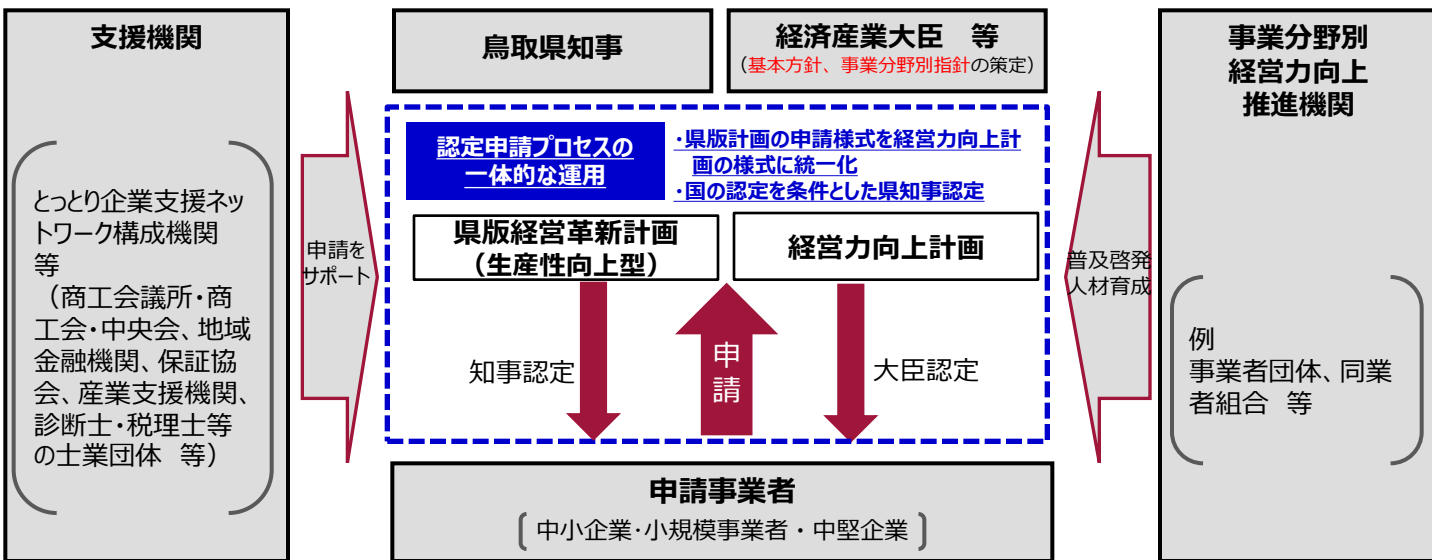 支援機関
とっとり企業支援ネッ
トワーク構成機関
等
（商工会議所・商
工会・中央会、地域
金融機関、保証協
会、産業支援機関、
診断士・税理士等
の士業団体　等）
申請を
サポート
鳥取県知事
経済産業大臣　等
（基本方針、事業分野別指針の策定）
認定申請プロセスの
一体的な運用
・県版計画の申請様式を経営力向上計
画の様式に統一化
・国の認定を条件とした県知事認定
県版経営革新計画
（生産性向上型）
経営力向上計画
知事認定
申請
大臣認定
申請事業者
中小企業・小規模事業者・中堅企業
普及啓発
人材育成
事業分野別
経営力向上
推進機関
例
事業者団体、同業
者組合　等